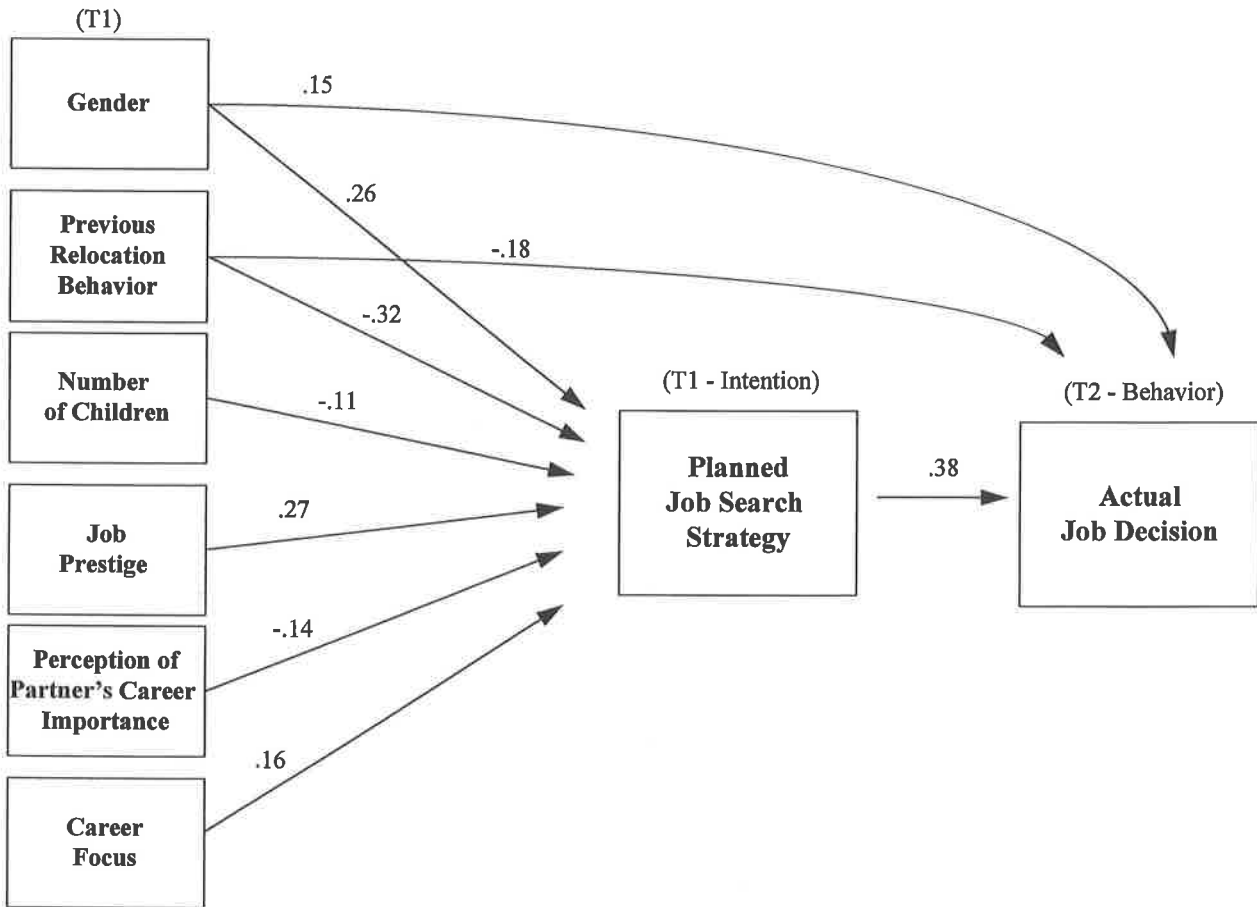 (T1)
Gender
.15
.26
Previous
Relocation
Behavior
-.18
-.32
Number
of Children
-.11
(T1 - Intention)
(T2 - Behavior)
Planned
Job Search
Strategy
.38
Actual
Job Decision
Job
Prestige
.27
Perception of
Partner's Career
Importance
-.14
Career
Focus
.16